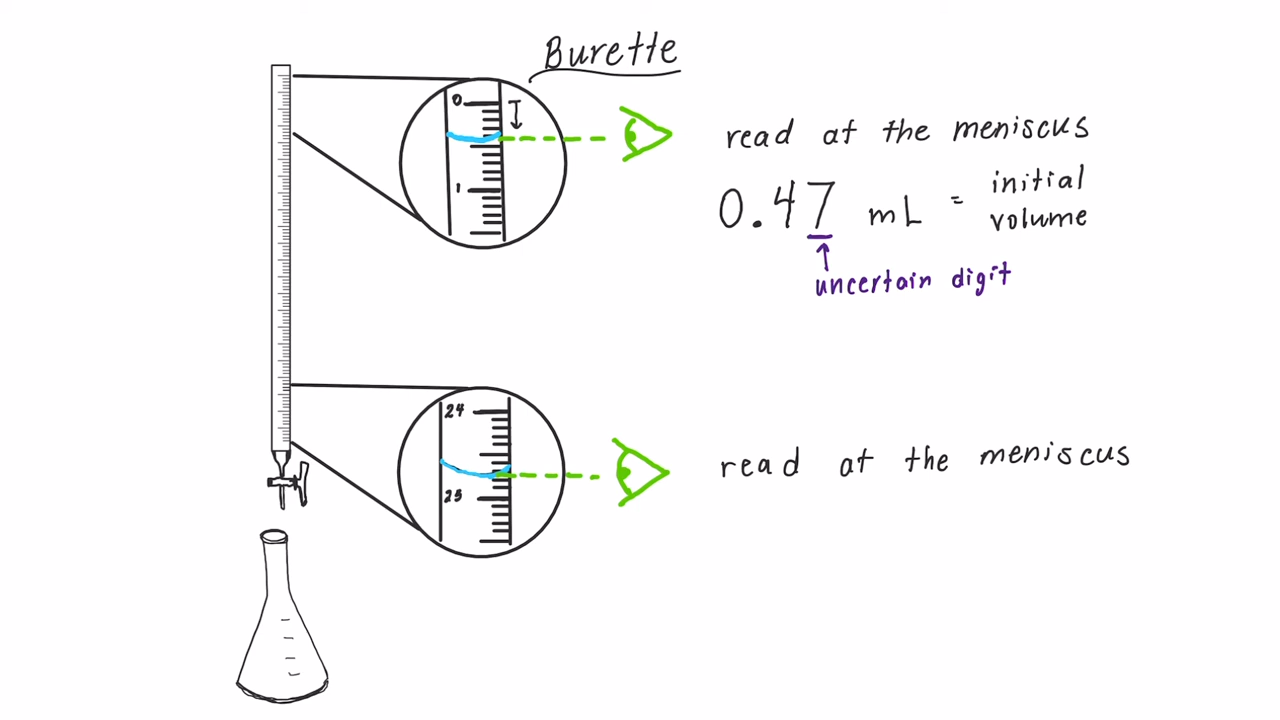 Burette
0
1
read at the meniscus
0.47 mL = initial volume
uncertain digit
24
25
read at the meniscus